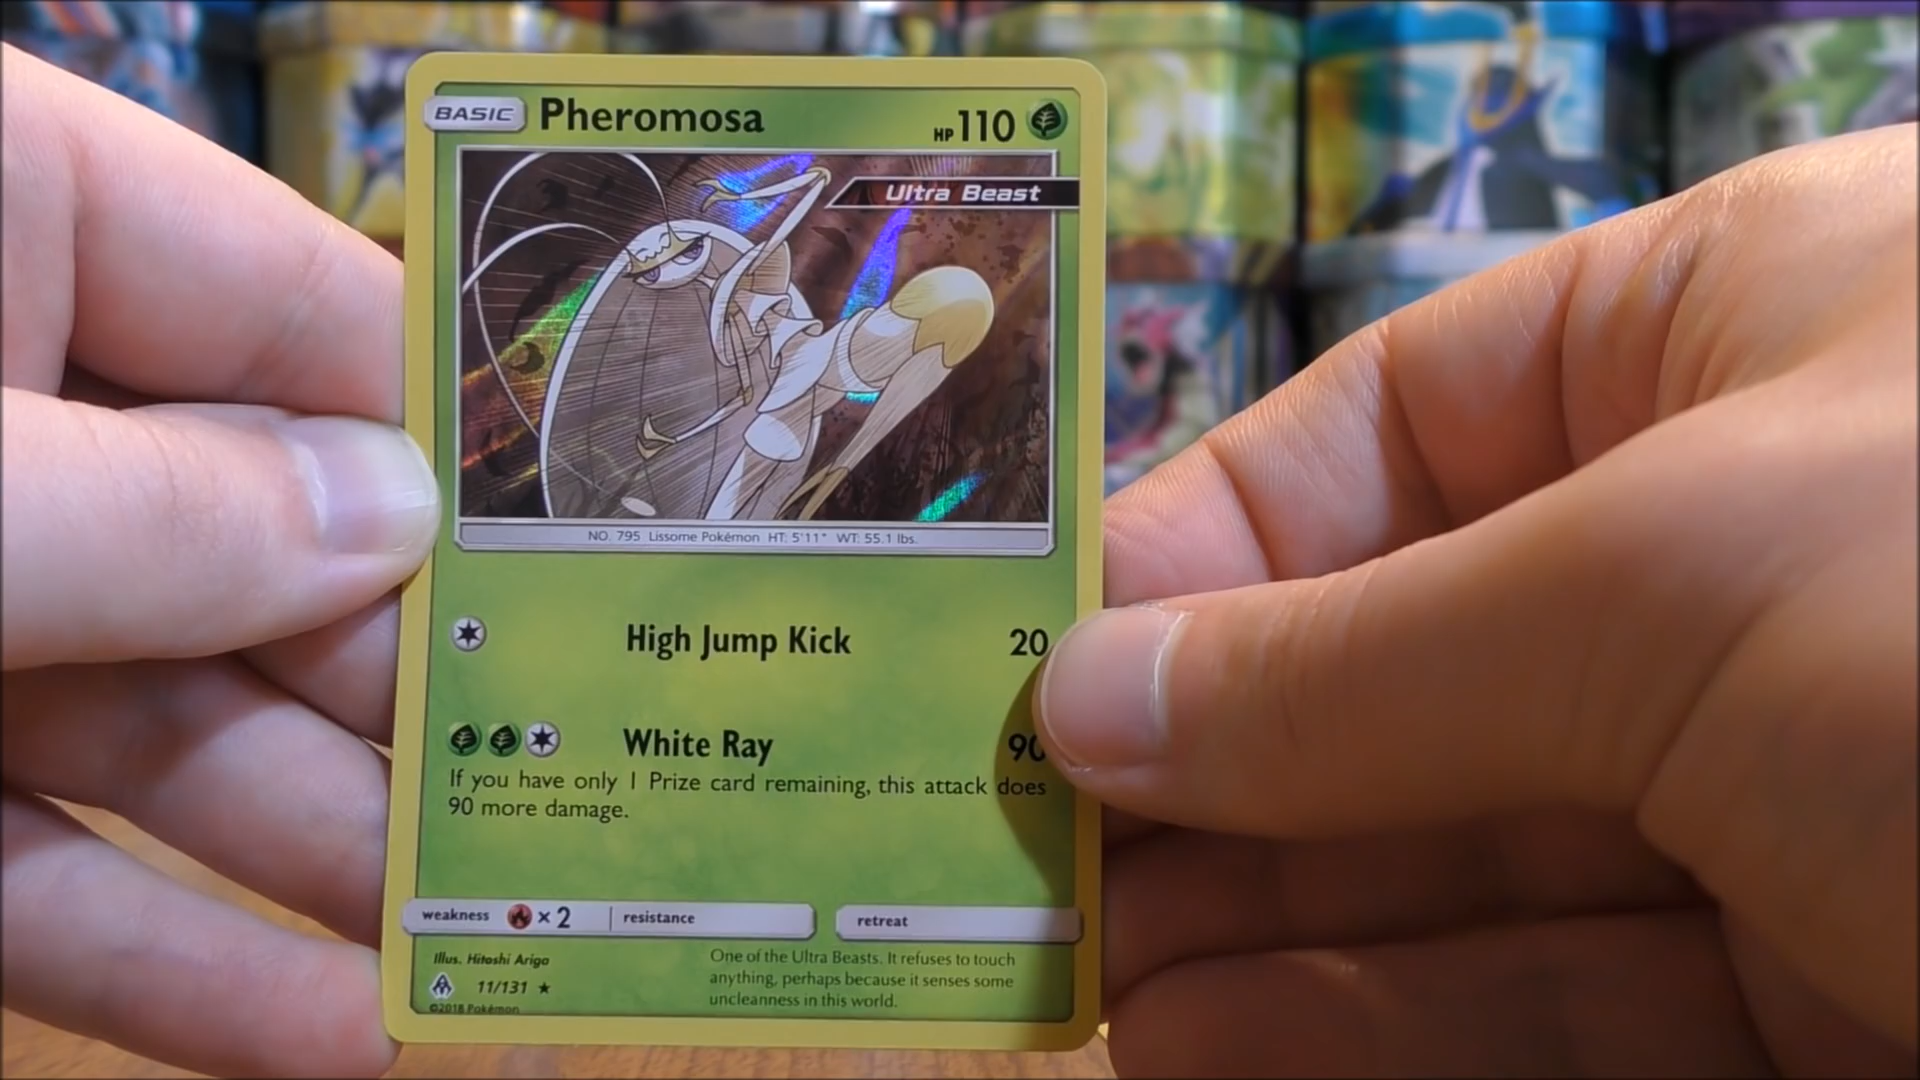 BASIC Pheromosa HP 110
Ultra Beast
NO. 795 Lissome Pokémon HT: 5'11" WT: 55.1 lbs.
High Jump Kick 20
White Ray 90
If you have only 1 Prize card remaining, this attack does
90 more damage.
weakness × 2 resistance retreat
Illus. Hitoshi Ariga
11/131
©2018 Pokémon
One of the Ultra Beasts. It refuses to touch
anything, perhaps because it senses some
uncleanness in this world.